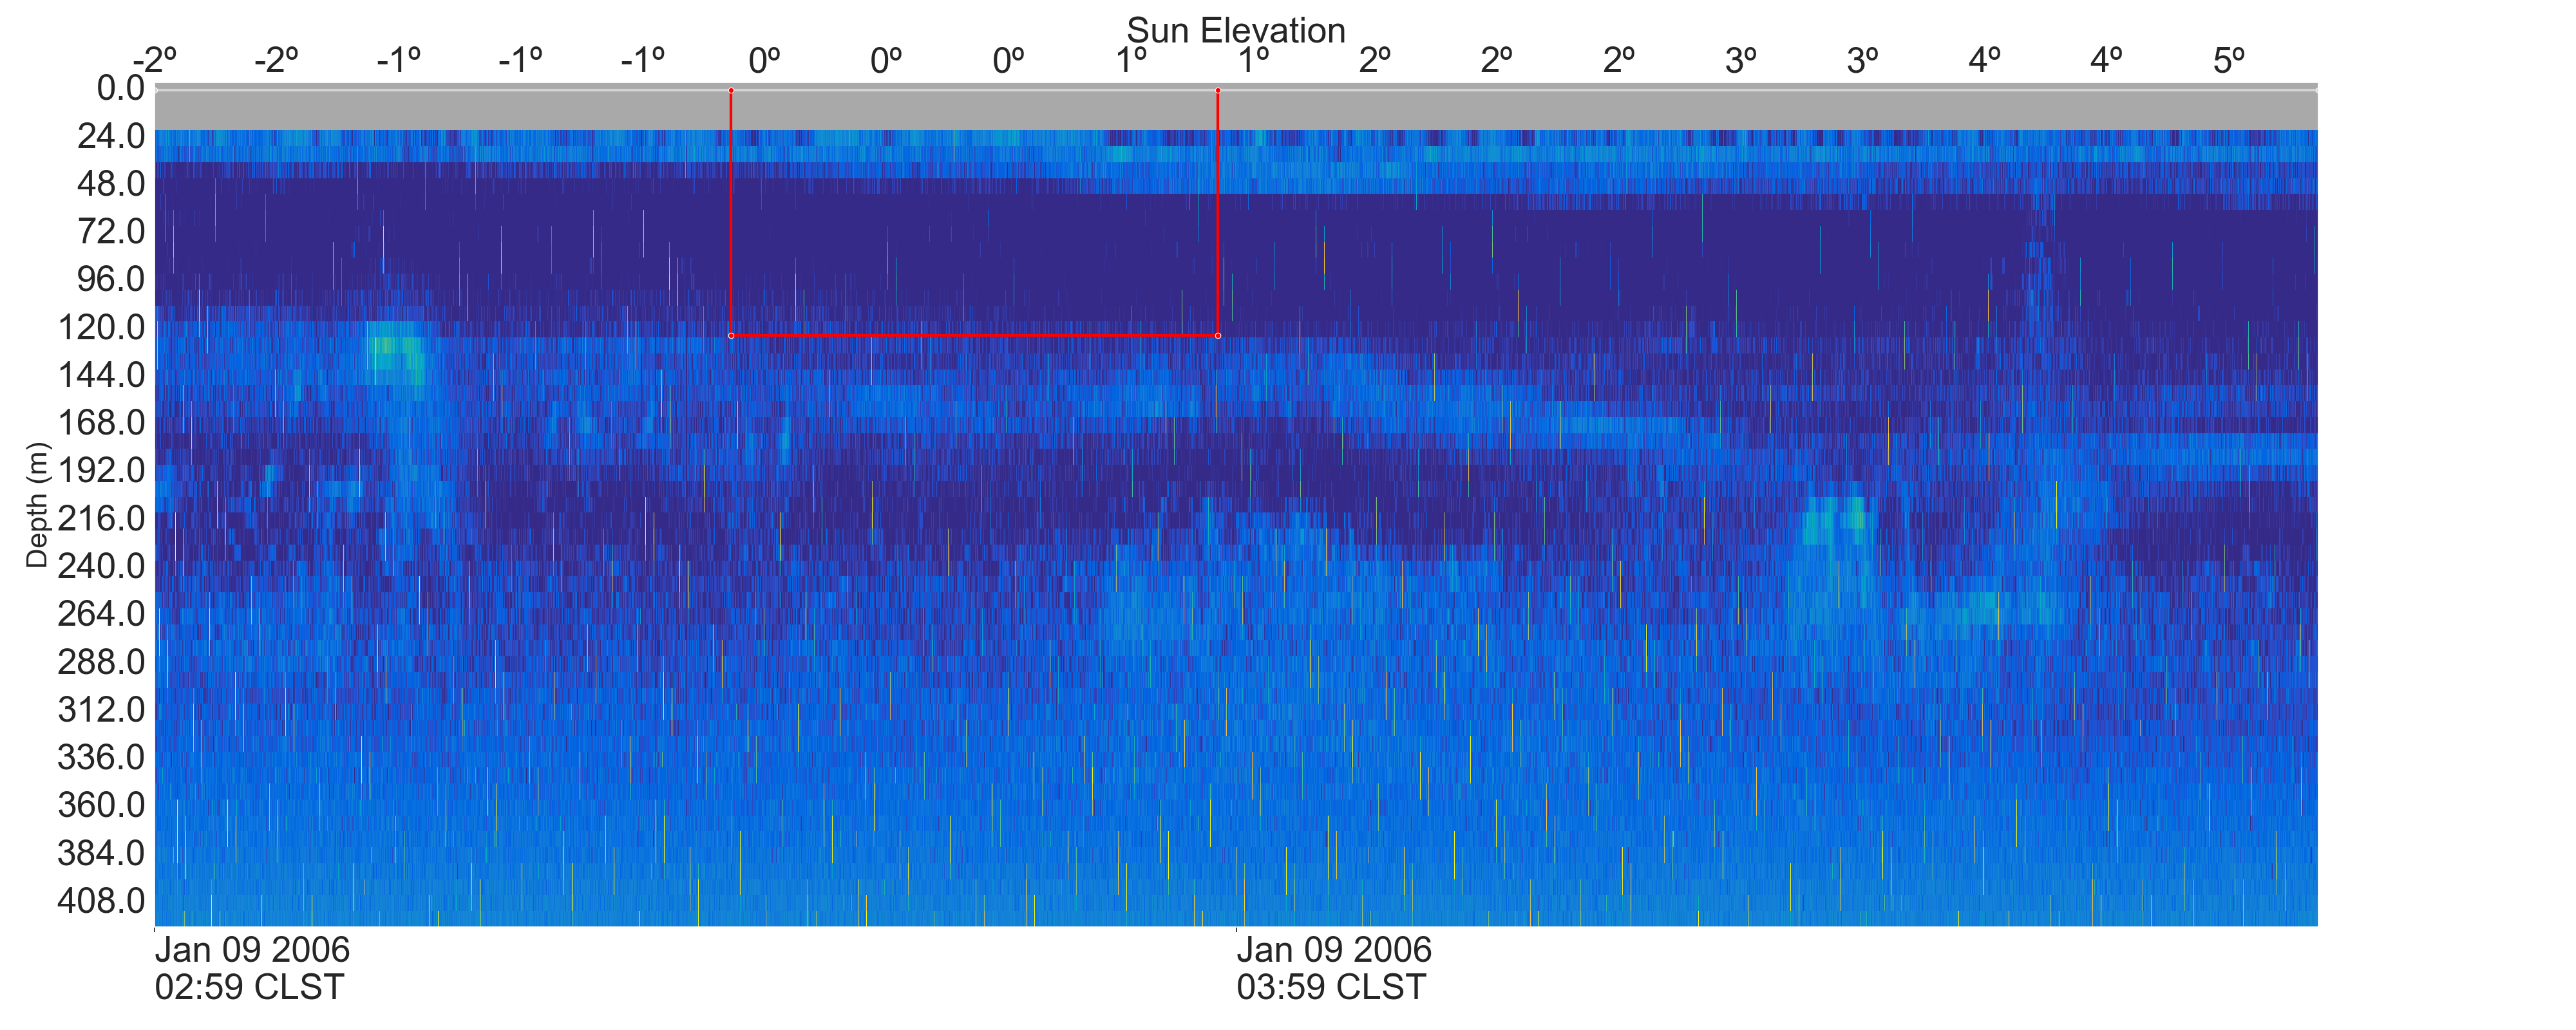 Sun Elevation
-2º -2º -1º -1º -1º 0º 0º 0º 1º 1º 2º 2º 2º 3º 3º 4º 4º 5º
0.0
24.0
48.0
72.0
96.0
120.0
144.0
168.0
192.0
216.0
240.0
264.0
288.0
312.0
336.0
360.0
384.0
408.0
Depth (m)
Jan 09 2006
02:59 CLST
Jan 09 2006
03:59 CLST